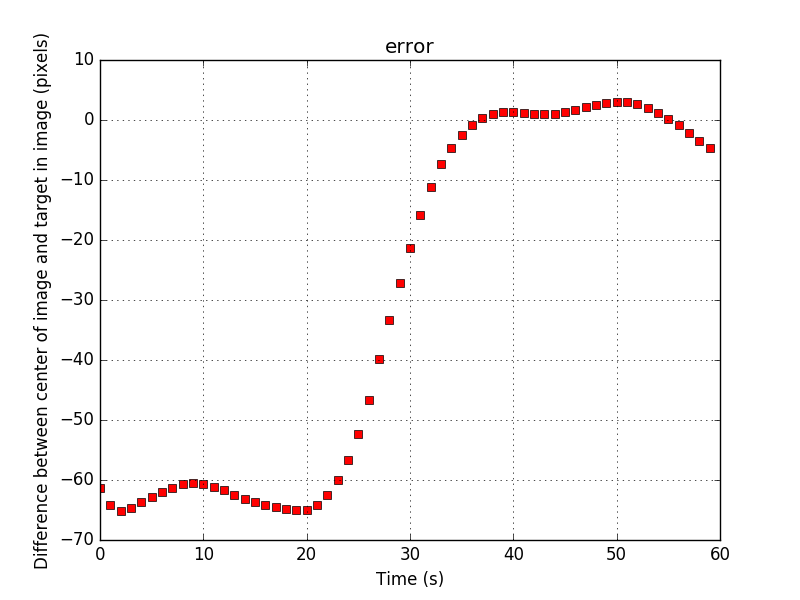 error
Difference between center of image and target in image (pixels)
10
0
−10
−20
−30
−40
−50
−60
−70
0 10 20 30 40 50 60
Time (s)